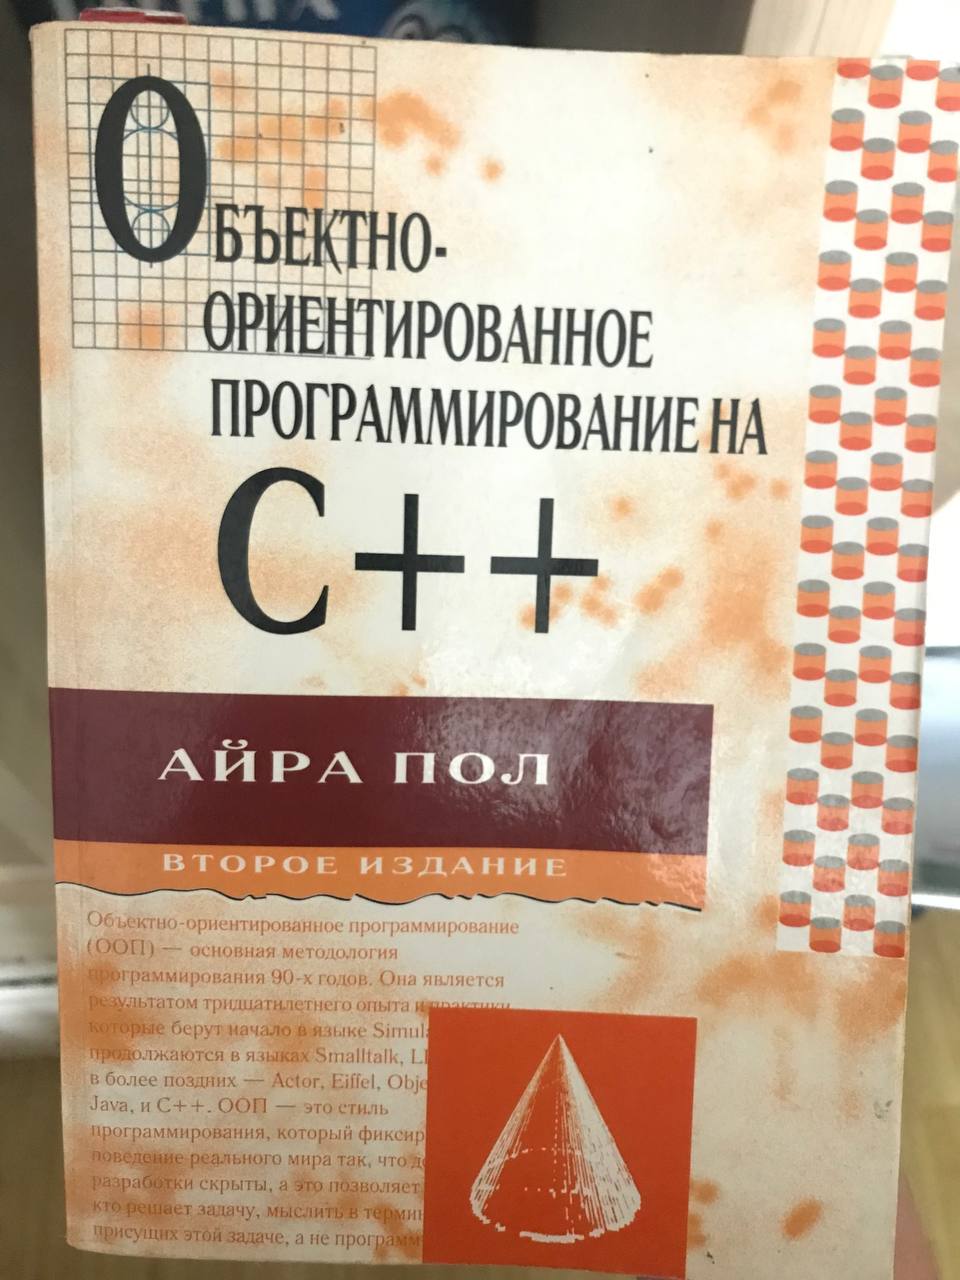 ОБЪЕКТНО-
ОРИЕНТИРОВАННОЕ
ПРОГРАММИРОВАНИЕ НА
C++
АЙРА ПОЛ
ВТОРОЕ ИЗДАНИЕ
Объектно-ориентированное программирование
(ООП) — основная методология
программирования 90-х годов. Она является
результатом тридцатилетнего опыта и практики,
которые берут начало в языке
продолжаются в языках Smalltalk,
в более поздних — Actor, Eiffel,
Java, и C++. ООП — это стиль
программирования, который
поведение реального мира так, что
разработки скрыты, а это позволяет
кто решает задачу, мыслить в
присущих этой задаче, а не